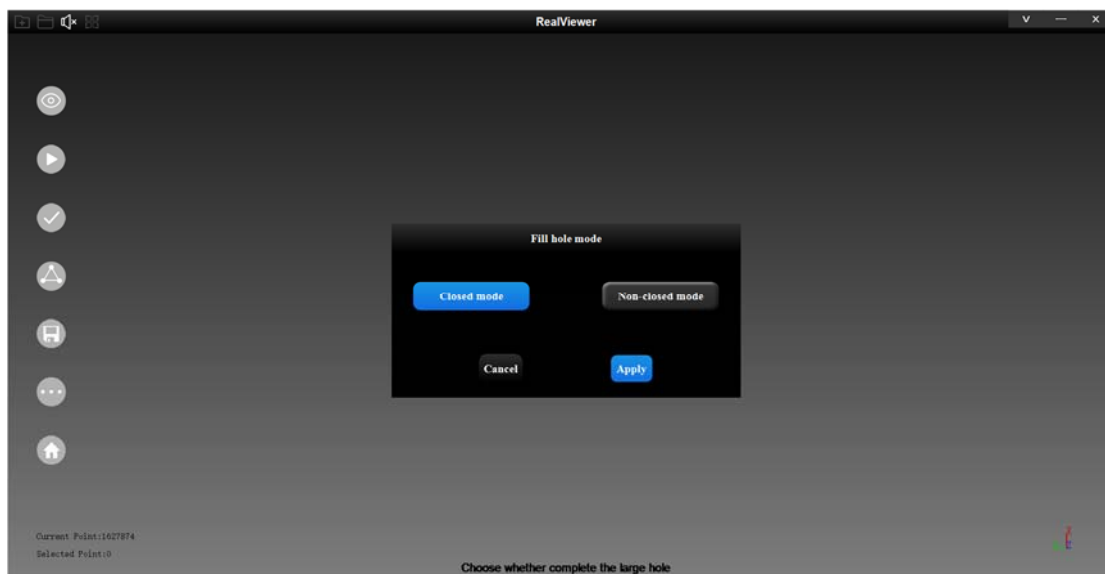 RealViewer
Fill hole mode
Closed mode
Non-closed mode
Cancel
Apply
Current Point:1627874
Selected Point:0
Choose whether complete the large hole